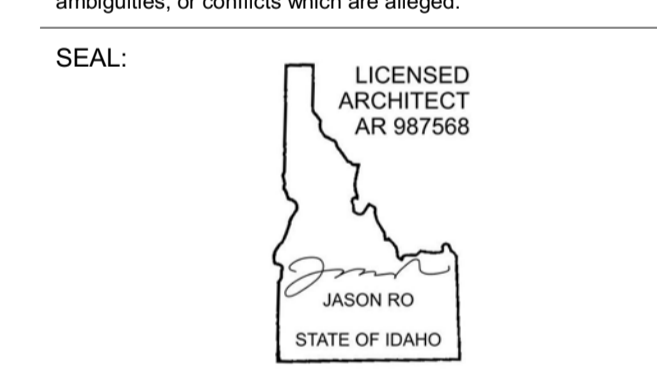 ambiguities, or conflicts which are alleged.
SEAL:
LICENSED
ARCHITECT
AR 987568
JASON RO
STATE OF IDAHO